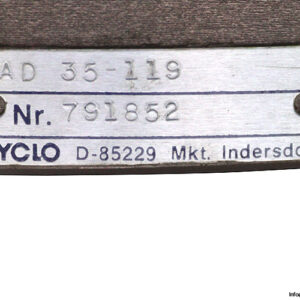 AD 35-119
Nr. 791852
YCLO D-85229 Mkt. Indersdo